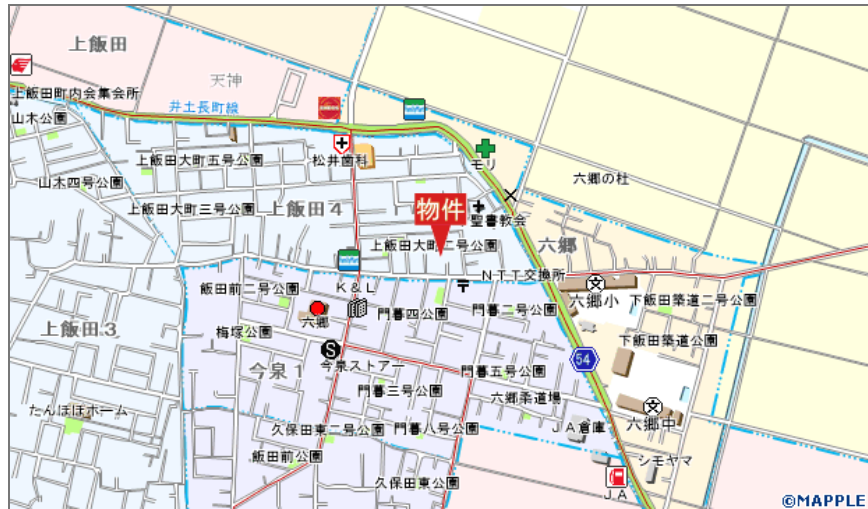 上飯田
天神
上飯田町内会集会所
井土長町線
山木公園
松井歯科
モリ
上飯田大町五号公園
六郷の杜
山木四号公園
上飯田大町三号公園
上飯田4
物件
聖書教会
上飯田大町二号公園
六郷
NTT交換所
K&L
飯田前二号公園
六郷小
下飯田築道二号公園
六郷
門暮四公園
門暮二号公園
上飯田3
梅塚公園
下飯田築道公園
S
今泉ストアー
54
今泉1
門暮五号公園
門暮三号公園
六郷柔道場
たんぽぽホーム
久保田東二号公園
門暮八号公園
JA倉庫
六郷中
飯田前公園
シモヤマ
久保田東公園
JA
©MAPPLE